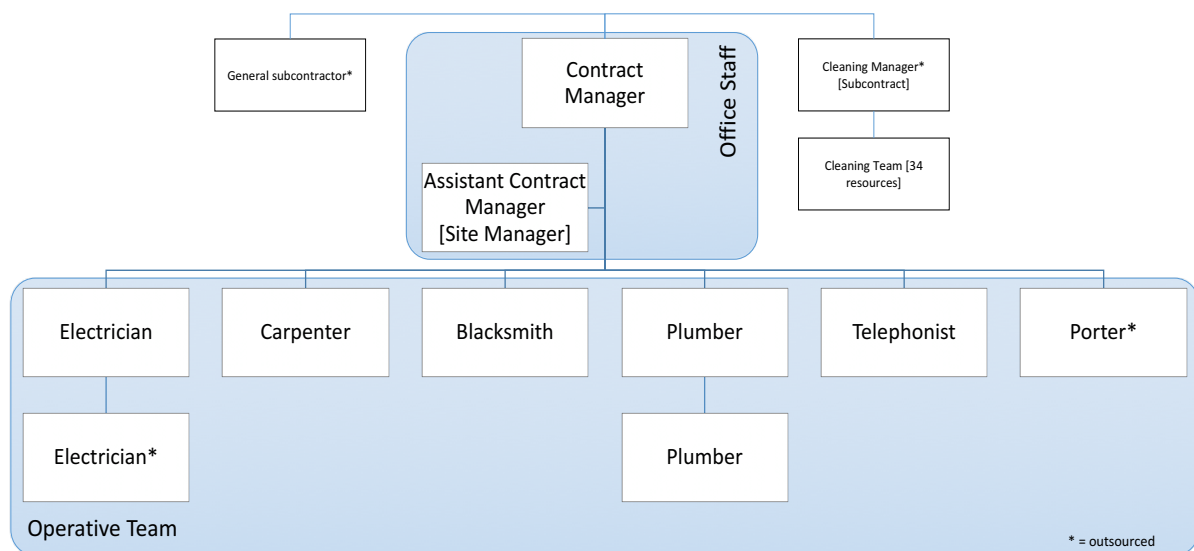 General subcontractor*
Contract
Manager
Office Staff
Cleaning Manager*
[Subcontract]
Assistant Contract
Manager
[Site Manager]
Cleaning Team [34
resources]
Electrician
Carpenter
Blacksmith
Plumber
Telephonist
Porter*
Electrician*
Plumber
Operative Team
* = outsourced